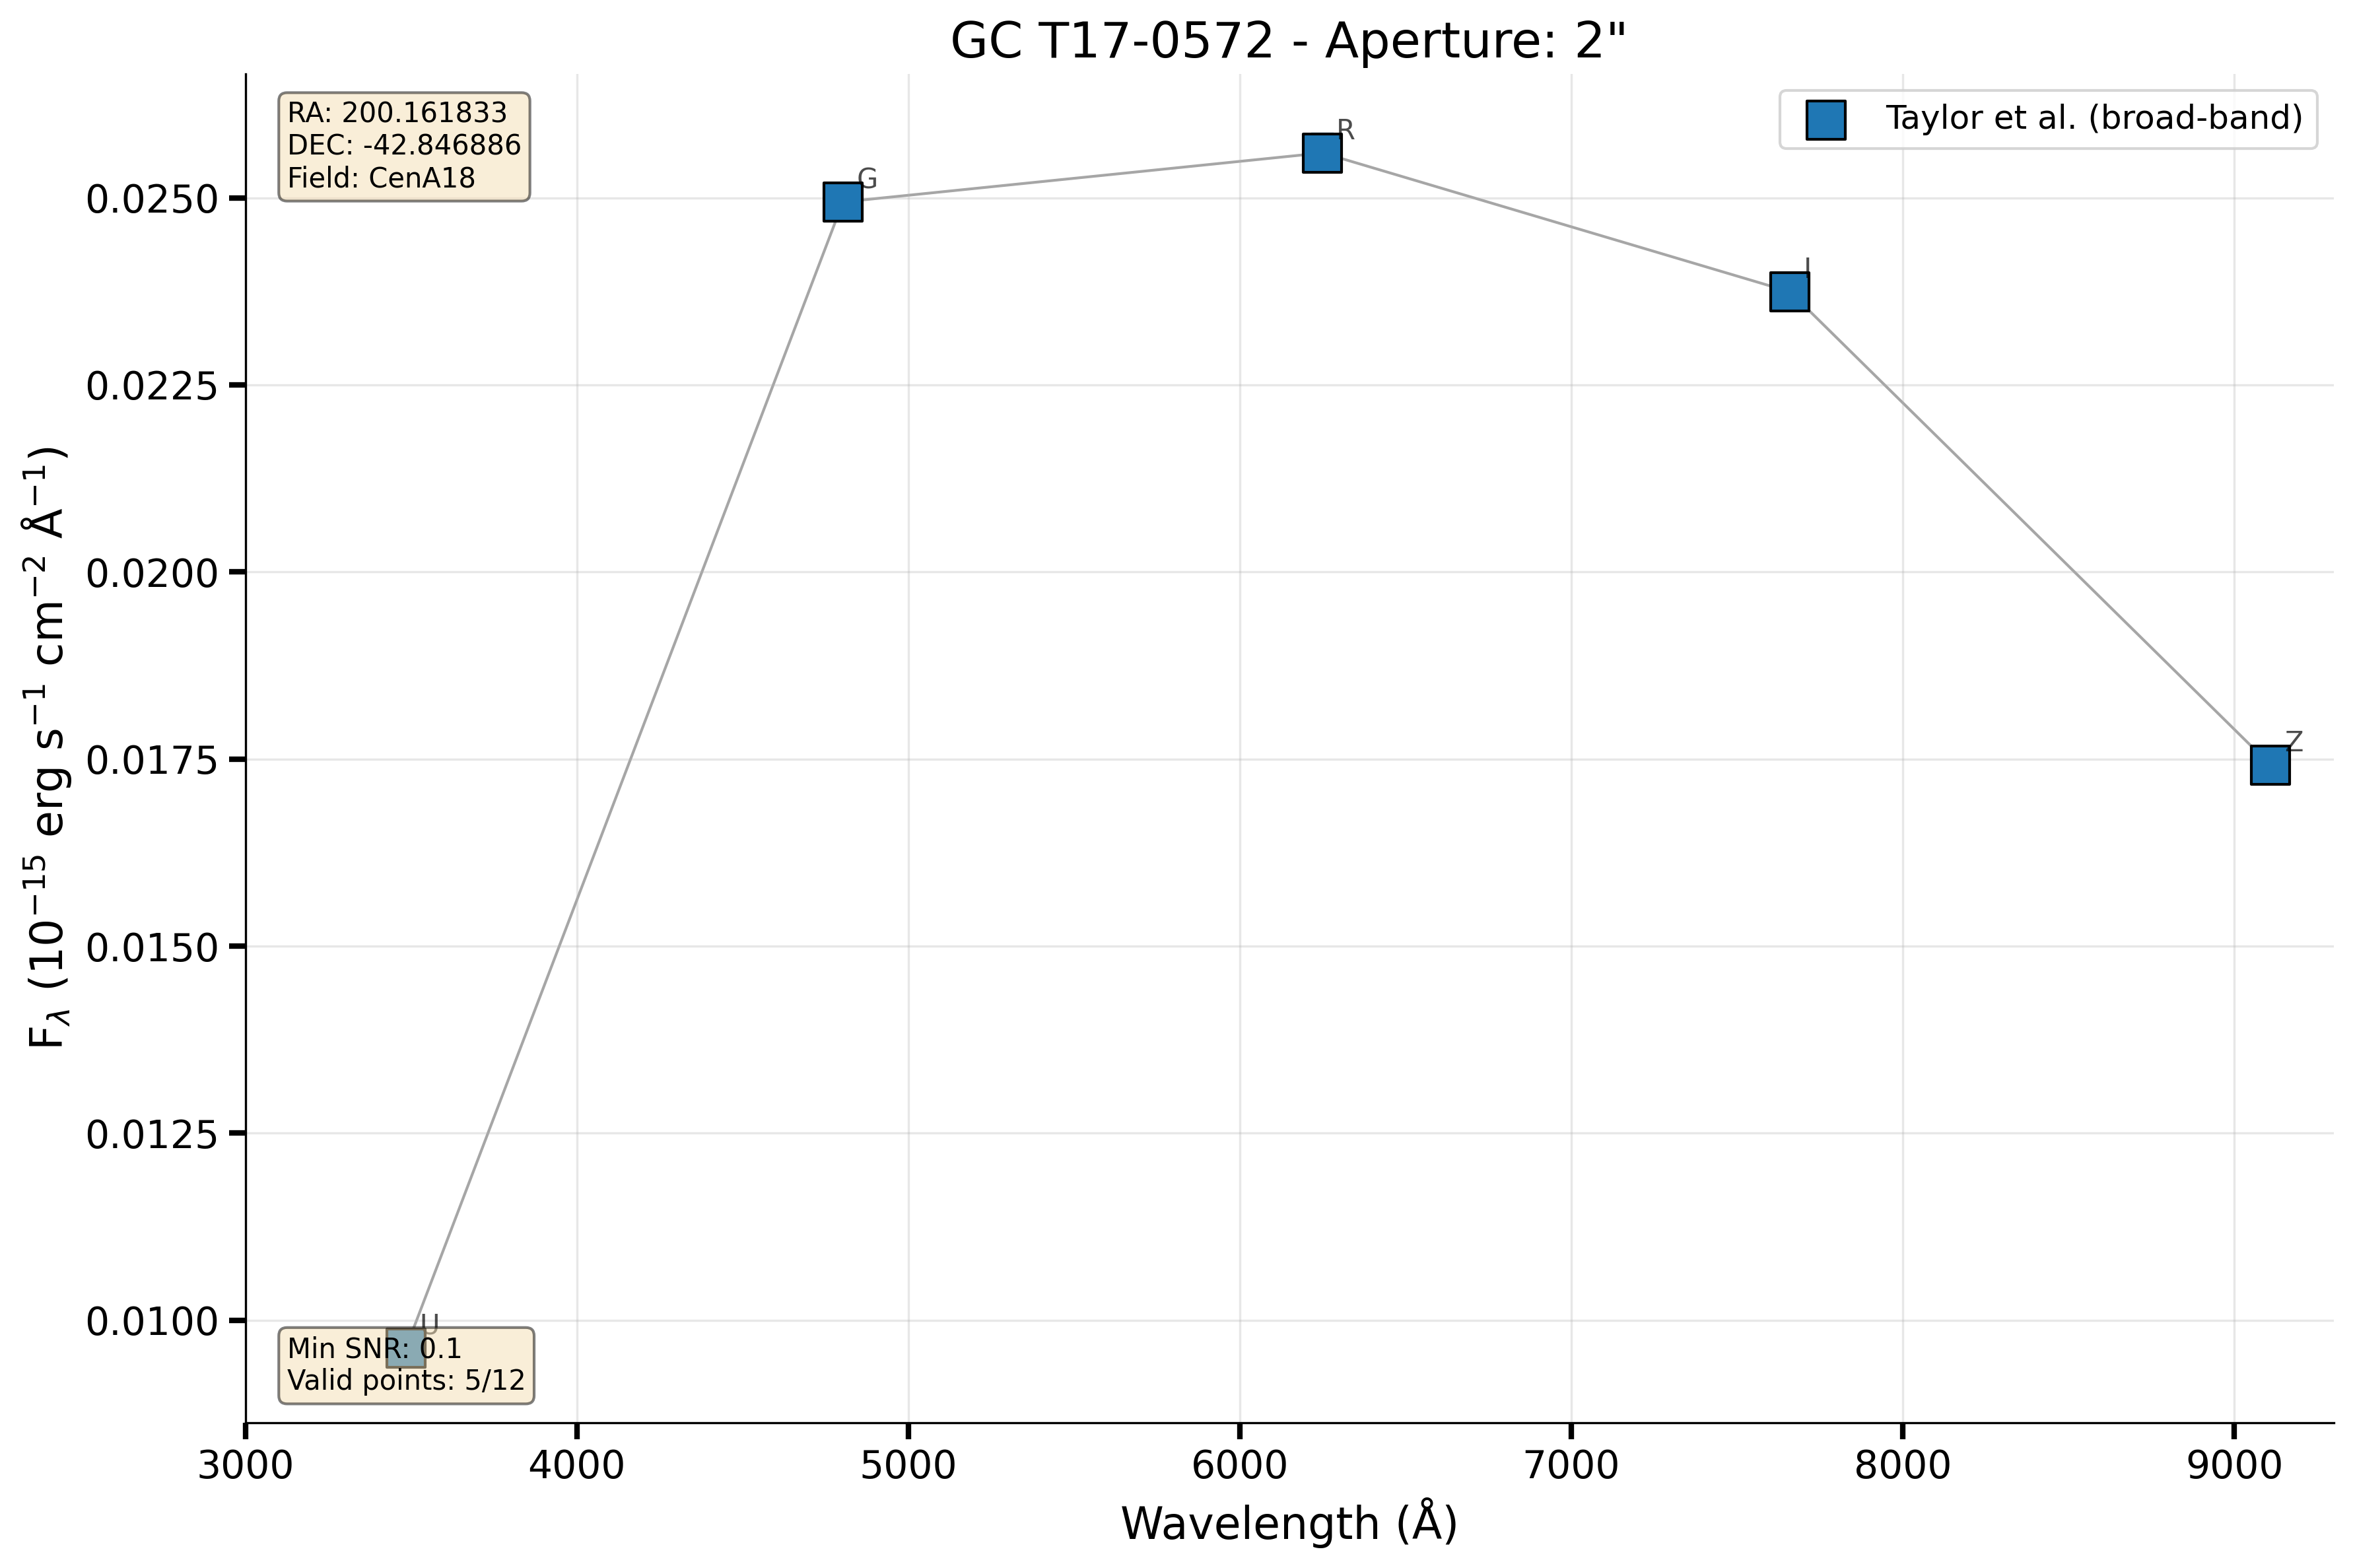 GC T17-0572 - Aperture: 2"
RA: 200.161833
DEC: -42.846886
Field: CenA18
Taylor et al. (broad-band)
G
R
I
Z
U
Min SNR: 0.1
Valid points: 5/12
F_λ (10⁻¹⁵ erg s⁻¹ cm⁻² Å⁻¹)
0.0250
0.0225
0.0200
0.0175
0.0150
0.0125
0.0100
3000 4000 5000 6000 7000 8000 9000
Wavelength (Å)